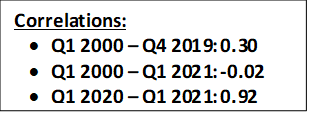 Correlations:
• Q1 2000 – Q4 2019: 0.30
• Q1 2000 – Q1 2021: -0.02
• Q1 2020 – Q1 2021: 0.92